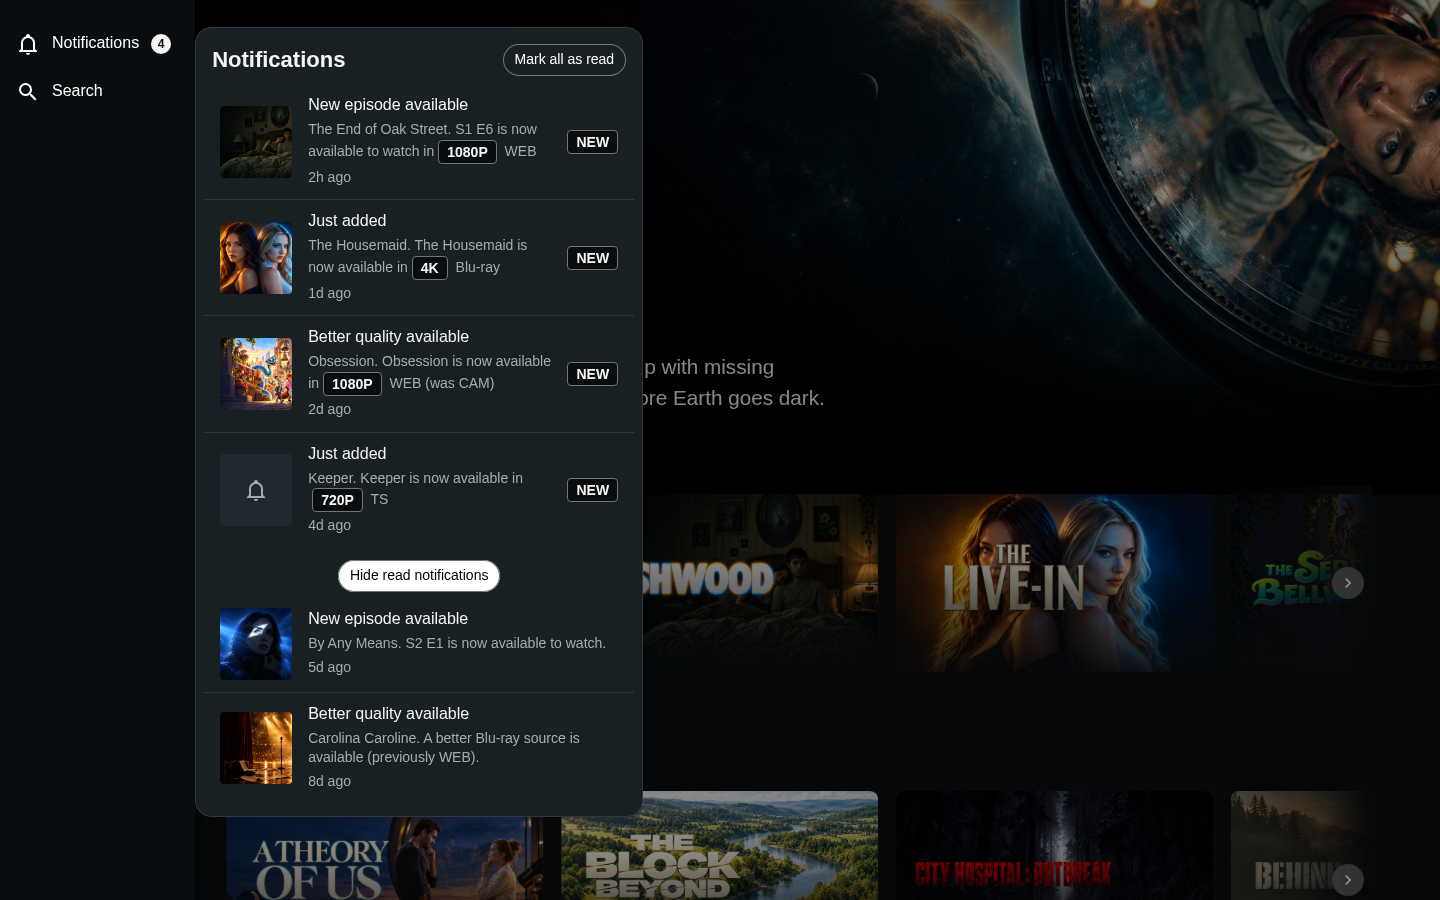 Notifications 4
Search
Notifications
Mark all as read
New episode available
The End of Oak Street. S1 E6 is now
available to watch in 1080P WEB
2h ago
NEW
Just added
The Housemaid. The Housemaid is
now available in 4K Blu-ray
1d ago
NEW
Better quality available
Obsession. Obsession is now available
in 1080P WEB (was CAM)
2d ago
NEW
Just added
Keeper. Keeper is now available in
720P TS
4d ago
NEW
Hide read notifications
New episode available
By Any Means. S2 E1 is now available to watch.
5d ago
Better quality available
Carolina Caroline. A better Blu-ray source is
available (previously WEB).
8d ago
p with missing
ore Earth goes dark.
SHWOOD
THE
LIVE-IN
THE
A THEORY
OF US
THE
BLOCK
BEYOND
CITY HOSPITAL: OUTBREAK